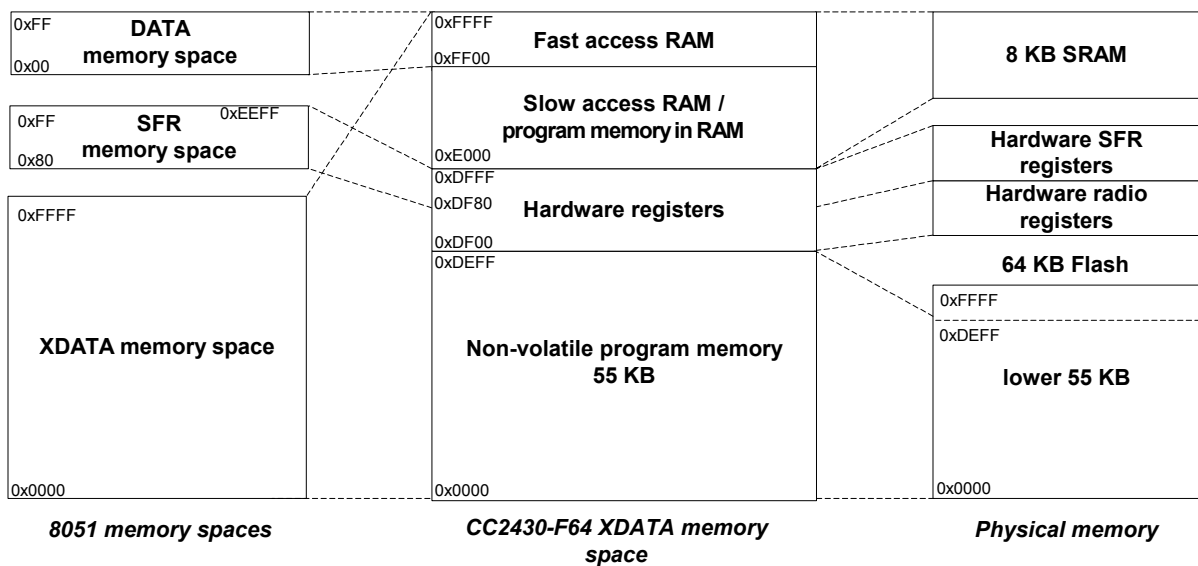 0xFF
DATA
memory space
0x00
0xFF
SFR
0xEEFF
memory space
0x80
0xFFFF
XDATA memory space
0x0000
8051 memory spaces
0xFFFF
Fast access RAM
0xFF00
Slow access RAM /
program memory in RAM
0xE000
0xDFFF
0xDF80
Hardware registers
0xDF00
0xDEFF
Non-volatile program memory
55 KB
0x0000
CC2430-F64 XDATA memory
space
8 KB SRAM
Hardware SFR
registers
Hardware radio
registers
64 KB Flash
0xFFFF
0xDEFF
lower 55 KB
0x0000
Physical memory